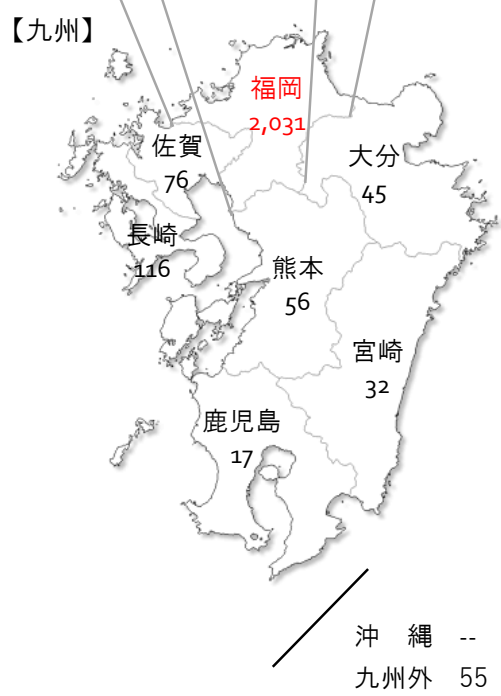 【九州】
福岡
2,031
佐賀
76
大分
45
長崎
116
熊本
56
宮崎
32
鹿児島
17
沖　縄　--
九州外　55